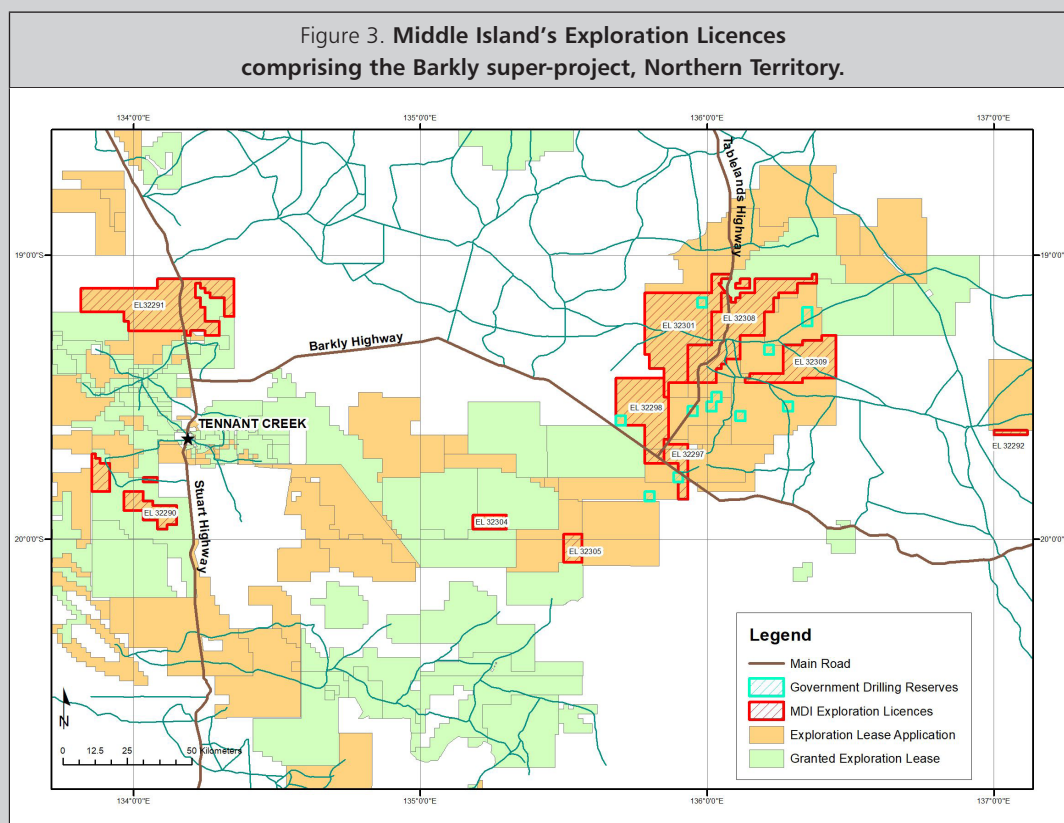 Figure 3. Middle Island's Exploration Licences
comprising the Barkly super-project, Northern Territory.
134°0'0"E
135°0'0"E
136°0'0"E
137°0'0"E
Tablelands Highway
19°0'0"S
19°0'0"S
EL32291
EL 32301
EL 32308
Barkly Highway
EL 32309
EL 32298
TENNANT CREEK
EL 32297
EL 32292
Stuart Highway
EL 32290
EL 32304
20°0'0"S
20°0'0"S
EL 32305
Legend
Main Road
Government Drilling Reserves
MDI Exploration Licences
Exploration Lease Application
Granted Exploration Lease
N
0 12.5 25 50 Kilometers
134°0'0"E
135°0'0"E
136°0'0"E
137°0'0"E